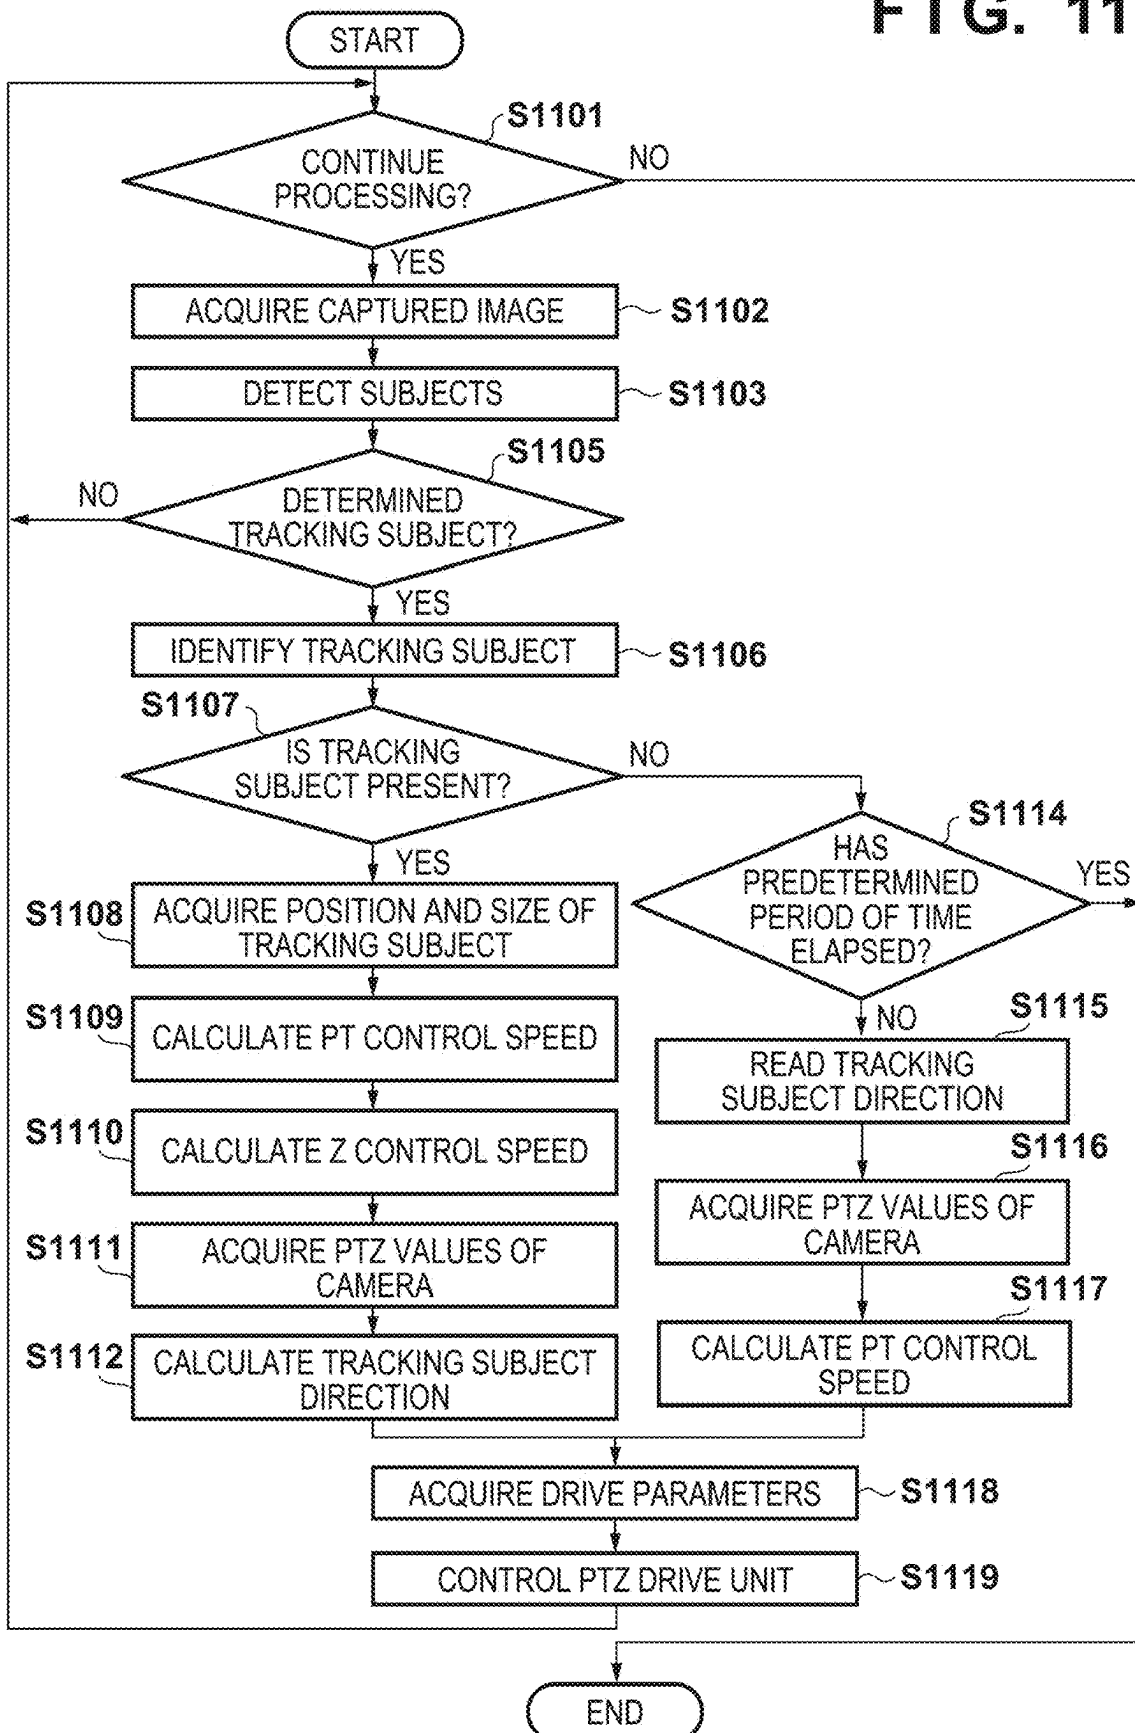 FIG. 11
START
S1101
CONTINUE
PROCESSING?
NO
YES
ACQUIRE CAPTURED IMAGE
S1102
DETECT SUBJECTS
S1103
S1105
NO
DETERMINED
TRACKING SUBJECT?
YES
IDENTIFY TRACKING SUBJECT
S1106
S1107
IS TRACKING
SUBJECT PRESENT?
NO
YES
S1108
ACQUIRE POSITION AND SIZE OF
TRACKING SUBJECT
S1109
CALCULATE PT CONTROL SPEED
S1110
CALCULATE Z CONTROL SPEED
S1111
ACQUIRE PTZ VALUES OF
CAMERA
S1112
CALCULATE TRACKING SUBJECT
DIRECTION
S1114
HAS
PREDETERMINED
PERIOD OF TIME
ELAPSED?
YES
NO
S1115
READ TRACKING
SUBJECT DIRECTION
S1116
ACQUIRE PTZ VALUES OF
CAMERA
S1117
CALCULATE PT CONTROL
SPEED
ACQUIRE DRIVE PARAMETERS
S1118
CONTROL PTZ DRIVE UNIT
S1119
END